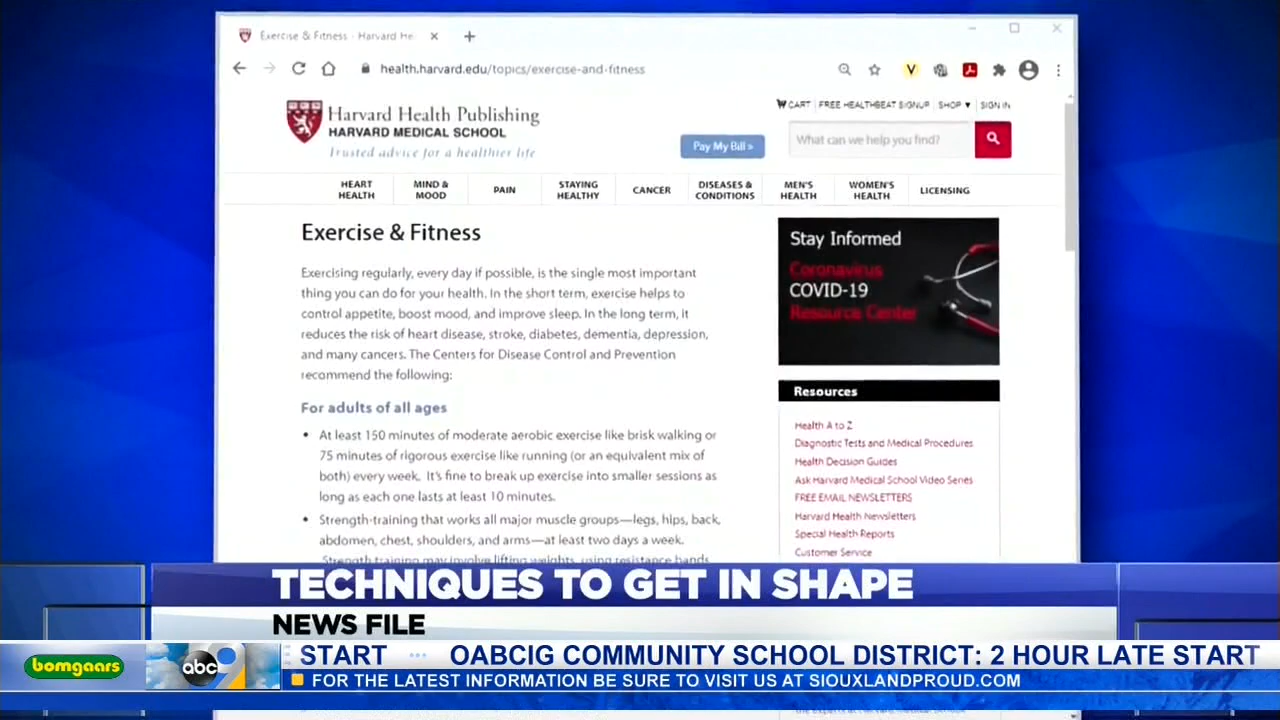 Exercise & Fitness - Harvard He
health.harvard.edu/topics/exercise-and-fitness
V
CART FREE HEALTHBEAT SIGNUP SHOP SIGN IN
Harvard Health Publishing
HARVARD MEDICAL SCHOOL
Trusted advice for a healthier life
Pay My Bill »
What can we help you find?
HEART HEALTH
MIND & MOOD
PAIN
STAYING HEALTHY
CANCER
DISEASES & CONDITIONS
MEN'S HEALTH
WOMEN'S HEALTH
LICENSING
Exercise & Fitness
Exercising regularly, every day if possible, is the single most important
thing you can do for your health. In the short term, exercise helps to
control appetite, boost mood, and improve sleep. In the long term, it
reduces the risk of heart disease, stroke, diabetes, dementia, depression,
and many cancers. The Centers for Disease Control and Prevention
recommend the following:
For adults of all ages
• At least 150 minutes of moderate aerobic exercise like brisk walking or
75 minutes of rigorous exercise like running (or an equivalent mix of
both) every week. It's fine to break up exercise into smaller sessions as
long as each one lasts at least 10 minutes.
• Strength-training that works all major muscle groups—legs, hips, back,
abdomen, chest, shoulders, and arms—at least two days a week.
Strength training may involve lifting weights, using resistance bands,
Stay Informed
Coronavirus
COVID-19
Resource Center
Resources
Health A to Z
Diagnostic Tests and Medical Procedures
Health Decision Guides
Ask Harvard Medical School Video Series
FREE EMAIL NEWSLETTERS
Harvard Health Newsletters
Special Health Reports
Customer Service
TECHNIQUES TO GET IN SHAPE
NEWS FILE
bomgaars
abc 9
START ... OABCIG COMMUNITY SCHOOL DISTRICT: 2 HOUR LATE START
FOR THE LATEST INFORMATION BE SURE TO VISIT US AT SIOUXLANDPROUD.COM